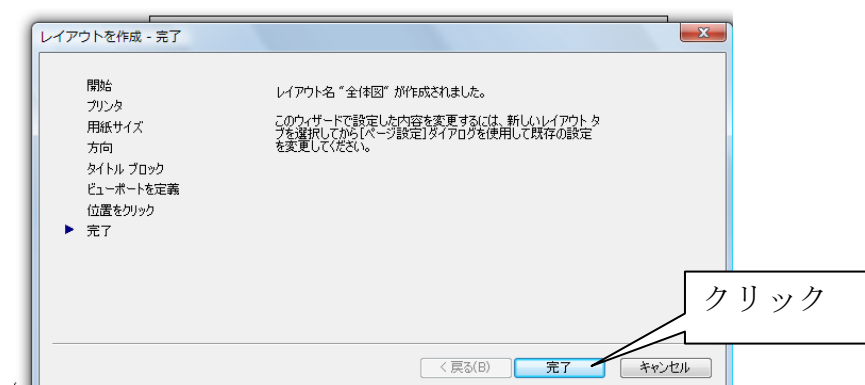 レイアウトを作成 - 完了
開始
プリンタ
用紙サイズ
方向
タイトル ブロック
ビューポートを定義
位置をクリック
完了
レイアウト名 "全体図" が作成されました。
このウィザードで設定した内容を変更するには、新しいレイアウト タ
ブを選択してから[ページ設定]ダイアログを使用して既存の設定
を変更してください。
クリック
< 戻る(B)
完了
キャンセル